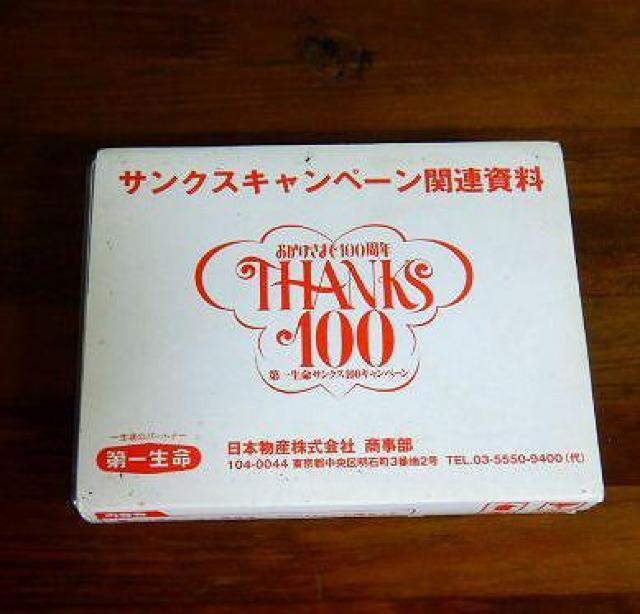 サンクスキャンペーン関連資料
おかげさまで100周年
THANKS
100
第一生命サンクス100キャンペーン
一生涯のパートナー
第一生命
日本物産株式会社 商事部
104-0044 東京都中央区明石町3番地2号 TEL.03-5550-9400(代)